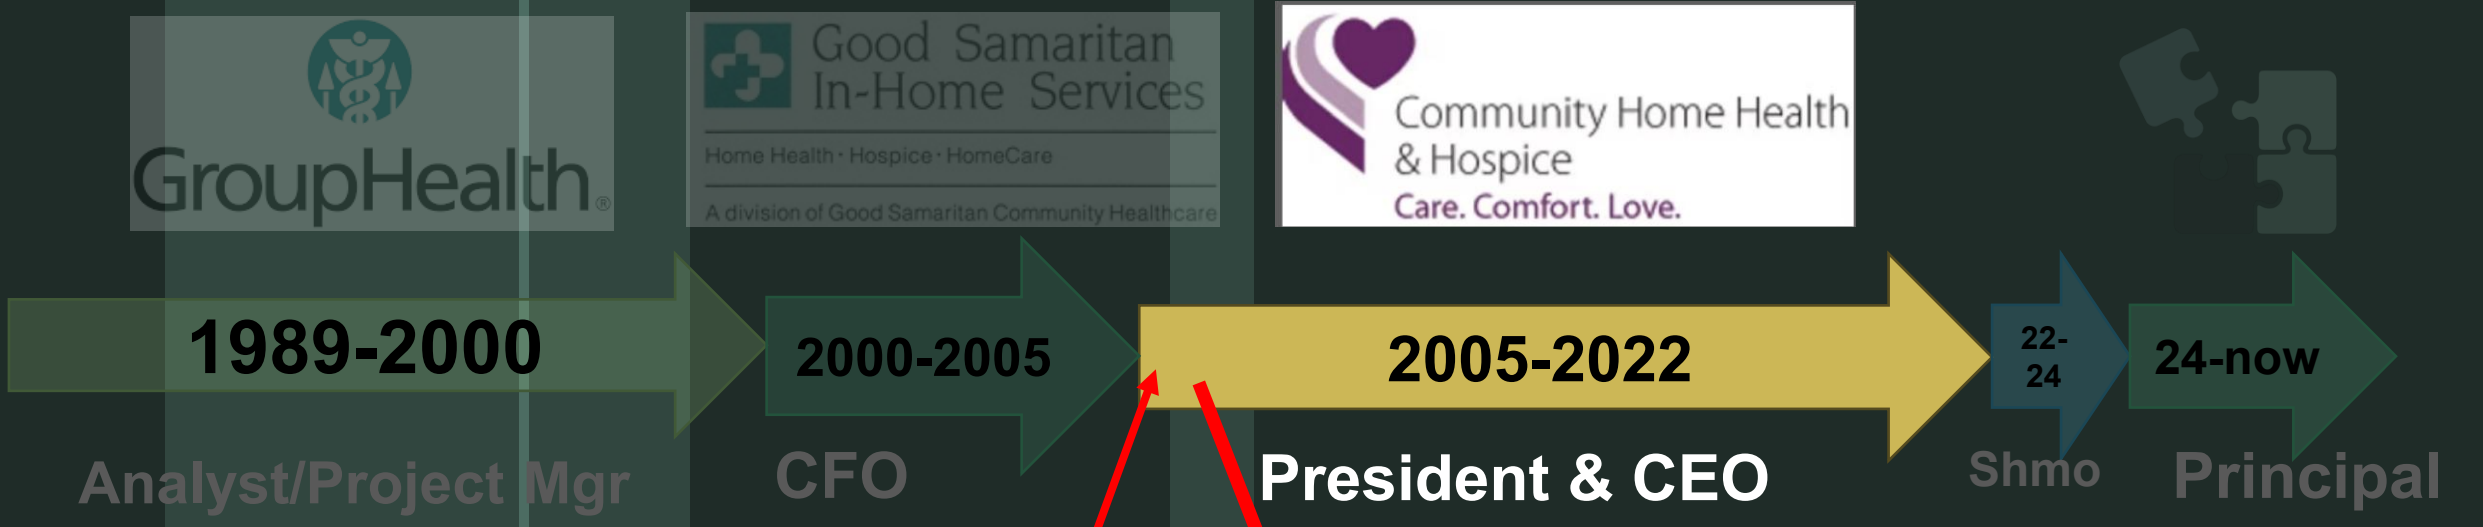 GroupHealth®
Good Samaritan
In-Home Services
Home Health · Hospice · HomeCare
A division of Good Samaritan Community Healthcare
Community Home Health
& Hospice
Care. Comfort. Love.
1989-2000
2000-2005
2005-2022
22-
24
24-now
Analyst/Project Mgr
CFO
President & CEO
Shmo
Principal